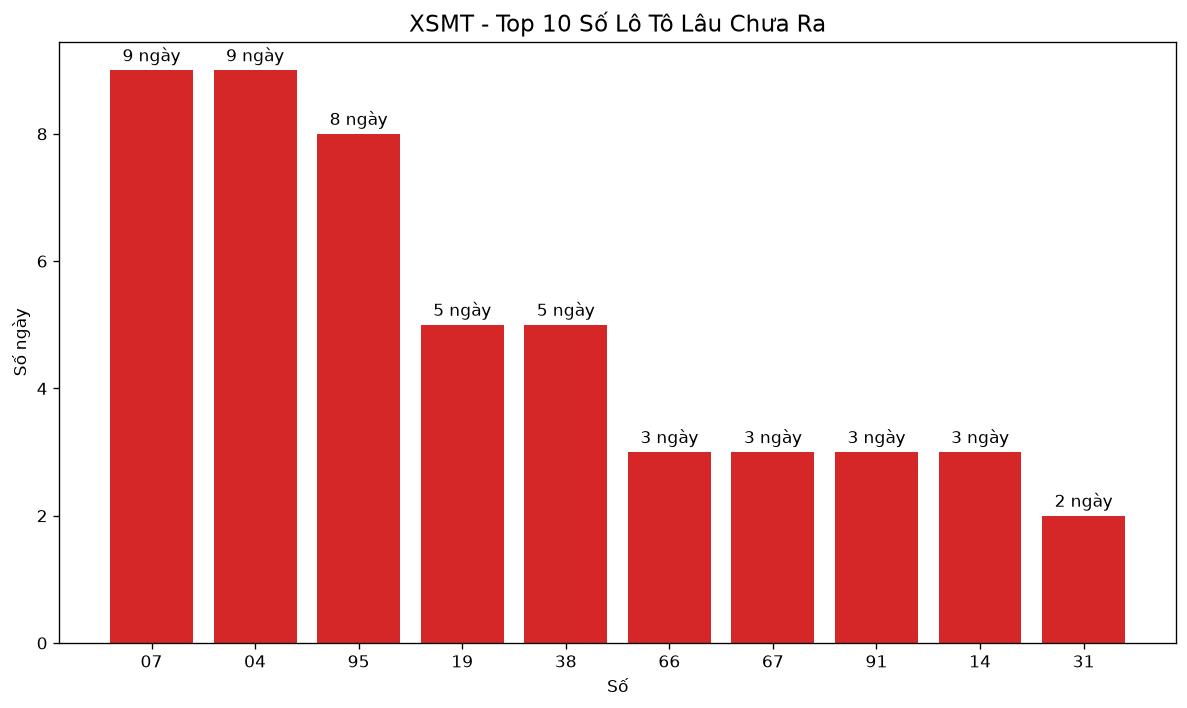 XSMT - Top 10 Số Lô Tô Lâu Chưa Ra
9 ngày 9 ngày
8 ngày
5 ngày 5 ngày
3 ngày 3 ngày 3 ngày 3 ngày
2 ngày
Số ngày
8
6
4
2
0
07 04 95 19 38 66 67 91 14 31
Số